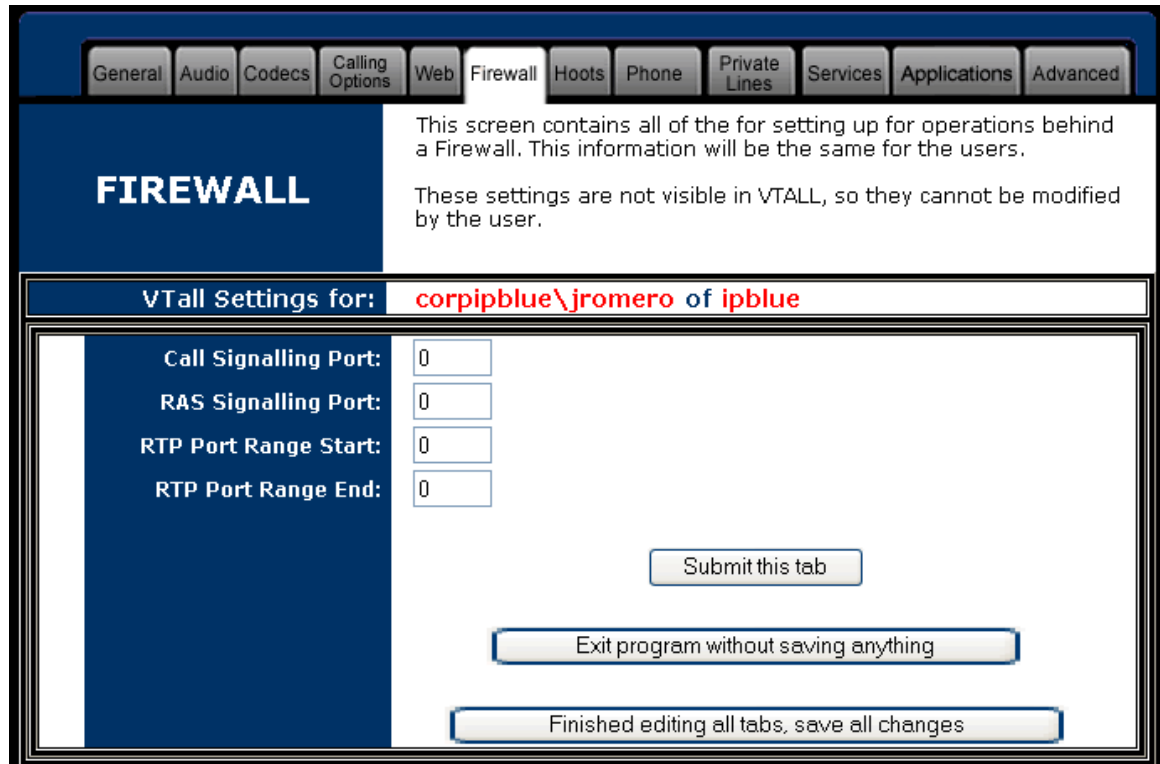 General Audio Codecs Calling Options Web Firewall Hoots Phone Private Lines Services Applications Advanced
FIREWALL
This screen contains all of the for setting up for operations behind
a Firewall. This information will be the same for the users.
These settings are not visible in VTALL, so they cannot be modified
by the user.
VTall Settings for: corpipblue\jromero of ipblue
Call Signalling Port: 0
RAS Signalling Port: 0
RTP Port Range Start: 0
RTP Port Range End: 0
Submit this tab
Exit program without saving anything
Finished editing all tabs, save all changes